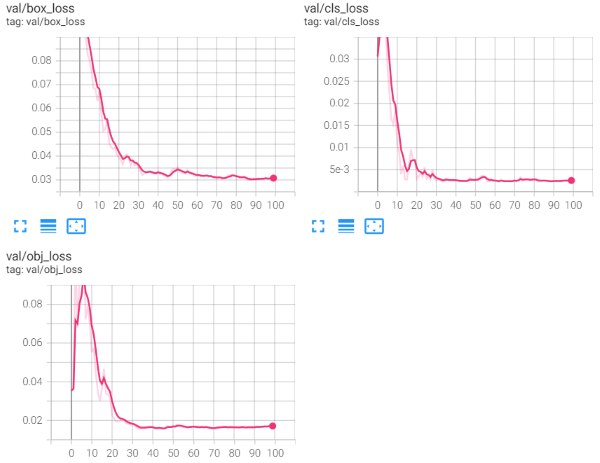 val/box_loss
tag: val/box_loss
0.08
0.07
0.06
0.05
0.04
0.03
0 10 20 30 40 50 60 70 80 90 100
val/cls_loss
tag: val/cls_loss
0.03
0.025
0.02
0.015
0.01
5e-3
0 10 20 30 40 50 60 70 80 90 100
val/obj_loss
tag: val/obj_loss
0.08
0.06
0.04
0.02
0 10 20 30 40 50 60 70 80 90 100